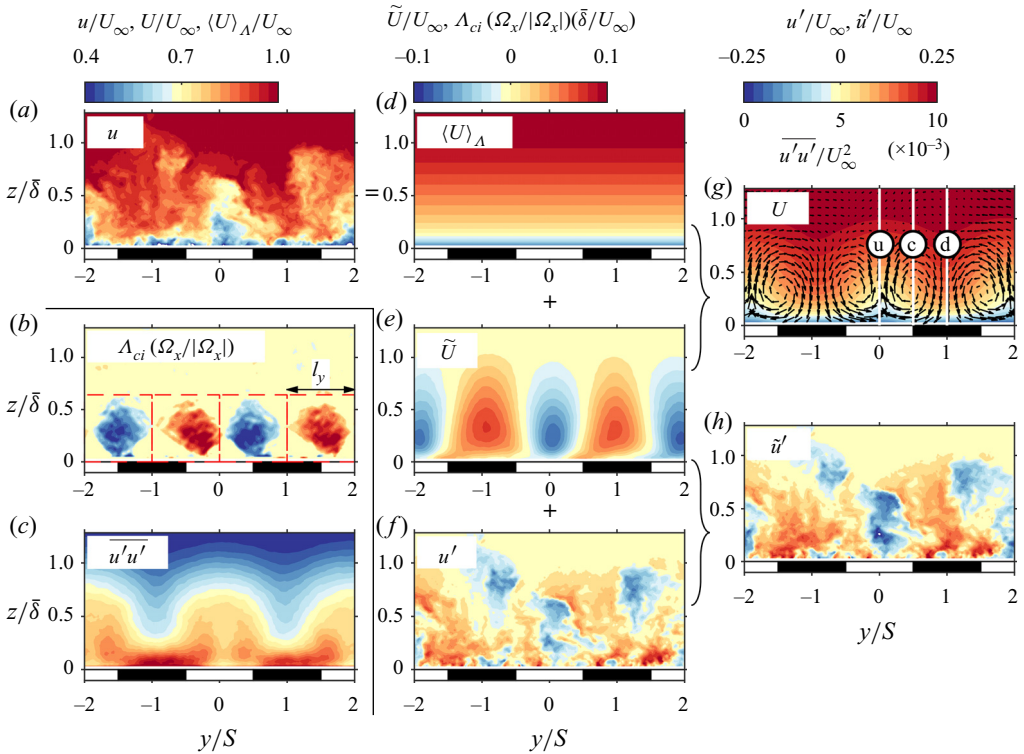 u/U∞, U/U∞, ⟨U⟩Λ/U∞
0.4 0.7 1.0
Ũ/U∞, Λci (Ωx/|Ωx|)(δ̄/U∞)
−0.1 0 0.1
u′/U∞, ũ′/U∞
−0.25 0 0.25
0 5 10
u′u′/U∞² (×10−3)
(a)
u
z/δ̄
1.0
0.5
0
−2 −1 0 1 2
=
(d)
⟨U⟩Λ
1.0
0.5
0
−2 −1 0 1 2
+
(g)
U
u c d
1.0
0.5
0
−2 −1 0 1 2
(b)
Λci (Ωx/|Ωx|)
ly
z/δ̄
1.0
0.5
0
−2 −1 0 1 2
(e)
Ũ
1.0
0.5
0
−2 −1 0 1 2
+
(h)
ũ′
1.0
0.5
0
−2 −1 0 1 2
y/S
(c)
u′u′
z/δ̄
1.0
0.5
0
−2 −1 0 1 2
y/S
(f)
u′
1.0
0.5
0
−2 −1 0 1 2
y/S